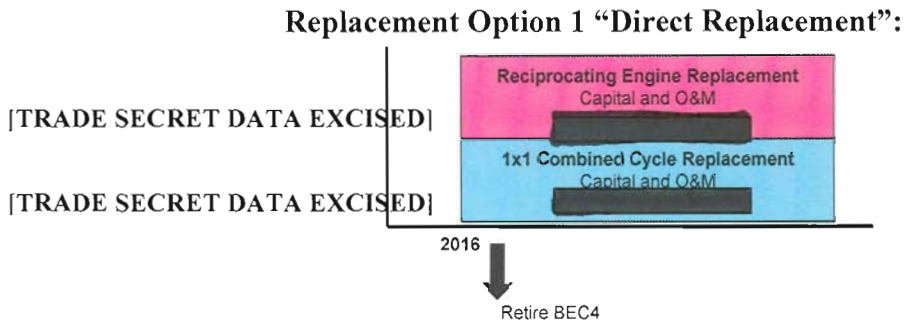 Replacement Option 1 “Direct Replacement”:
Reciprocating Engine Replacement
Capital and O&M
[TRADE SECRET DATA EXCISED]
1x1 Combined Cycle Replacement
Capital and O&M
[TRADE SECRET DATA EXCISED]
2016
Retire BEC4